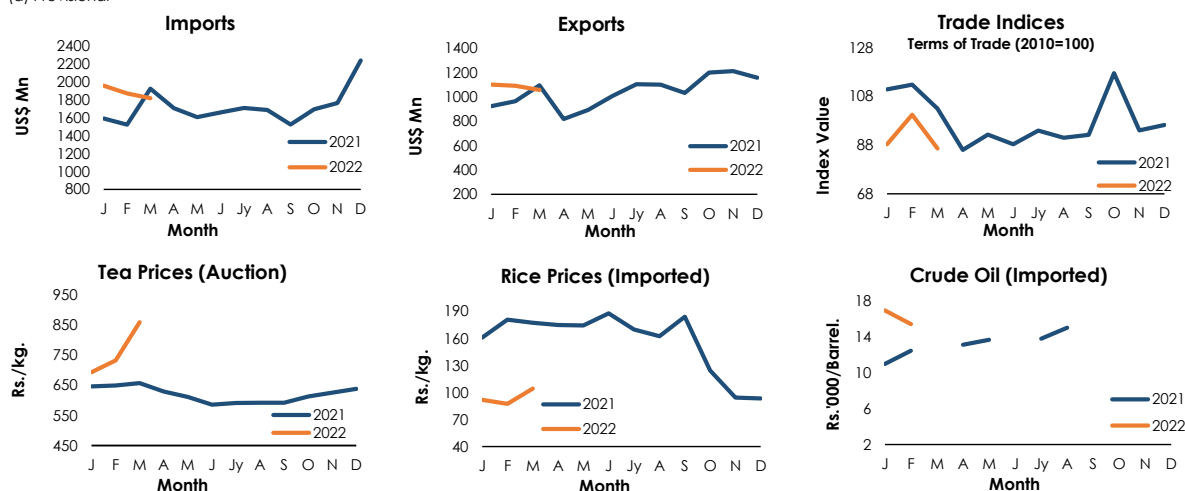 Imports
US$ Mn
2400
2200
2000
1800
1600
1400
1200
1000
800
2021
2022
J F M A M J Jy A S O N D
Month
Exports
US$ Mn
1400
1200
1000
800
600
400
200
2021
2022
J F M A M J Jy A S O N D
Month
Trade Indices
Terms of Trade (2010=100)
Index Value
128
108
88
68
2021
2022
J F M A M J Jy A S O N D
Month
Tea Prices (Auction)
Rs./kg.
950
850
750
650
550
450
2021
2022
J F M A M J Jy A S O N D
Month
Rice Prices (Imported)
Rs./kg.
190
160
130
100
70
40
2021
2022
J F M A M J Jy A S O N D
Month
Crude Oil (Imported)
Rs.'000/Barrel.
18
14
10
6
2
2021
2022
J F M A M J Jy A S O N D
Month